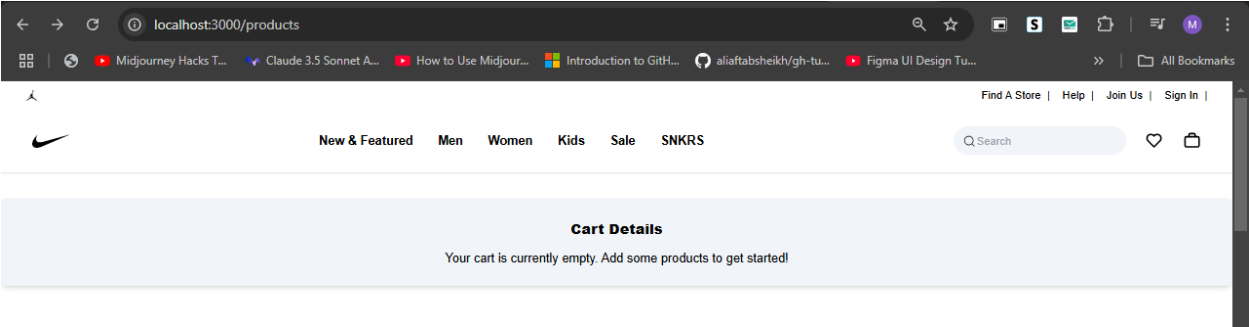 localhost:3000/products
S
M
Midjourney Hacks T...
Claude 3.5 Sonnet A...
How to Use Midjour...
Introduction to GitH...
aliaftabsheikh/gh-tu...
Figma UI Design Tu...
All Bookmarks
Find A Store |
Help |
Join Us |
Sign In |
New & Featured
Men
Women
Kids
Sale
SNKRS
Search
Cart Details
Your cart is currently empty. Add some products to get started!